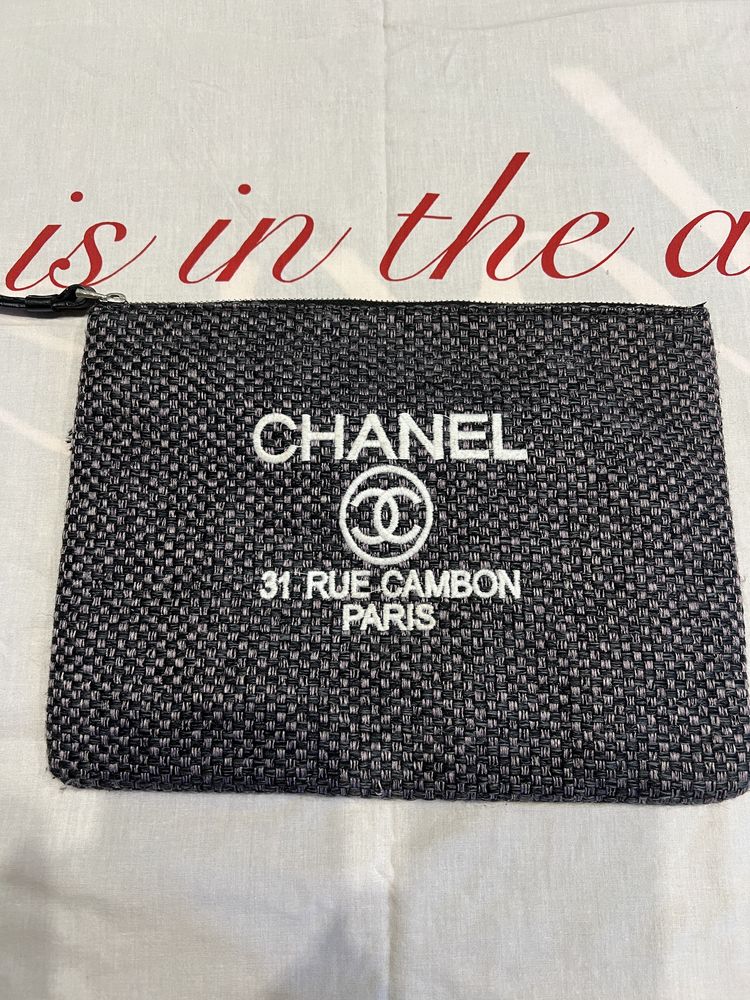 is in the a
CHANEL
31 RUE CAMBON
PARIS